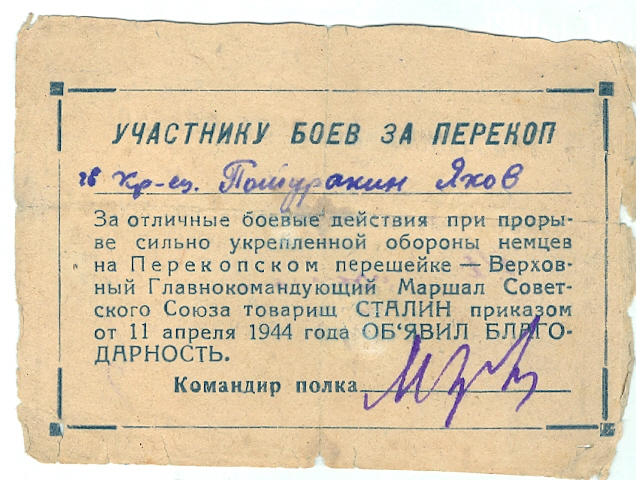 УЧАСТНИКУ БОЕВ ЗА ПЕРЕКОП
гв кр-ец. Яков
За отличные боевые действия при проры-
ве сильно укрепленной обороны немцев
на Перекопском перешейке — Верхов-
ный Главнокомандующий Маршал Совет-
ского Союза товарищ СТАЛИН приказом
от 11 апреля 1944 года ОБ‘ЯВИЛ БЛАГО-
ДАРНОСТЬ.
Командир полка